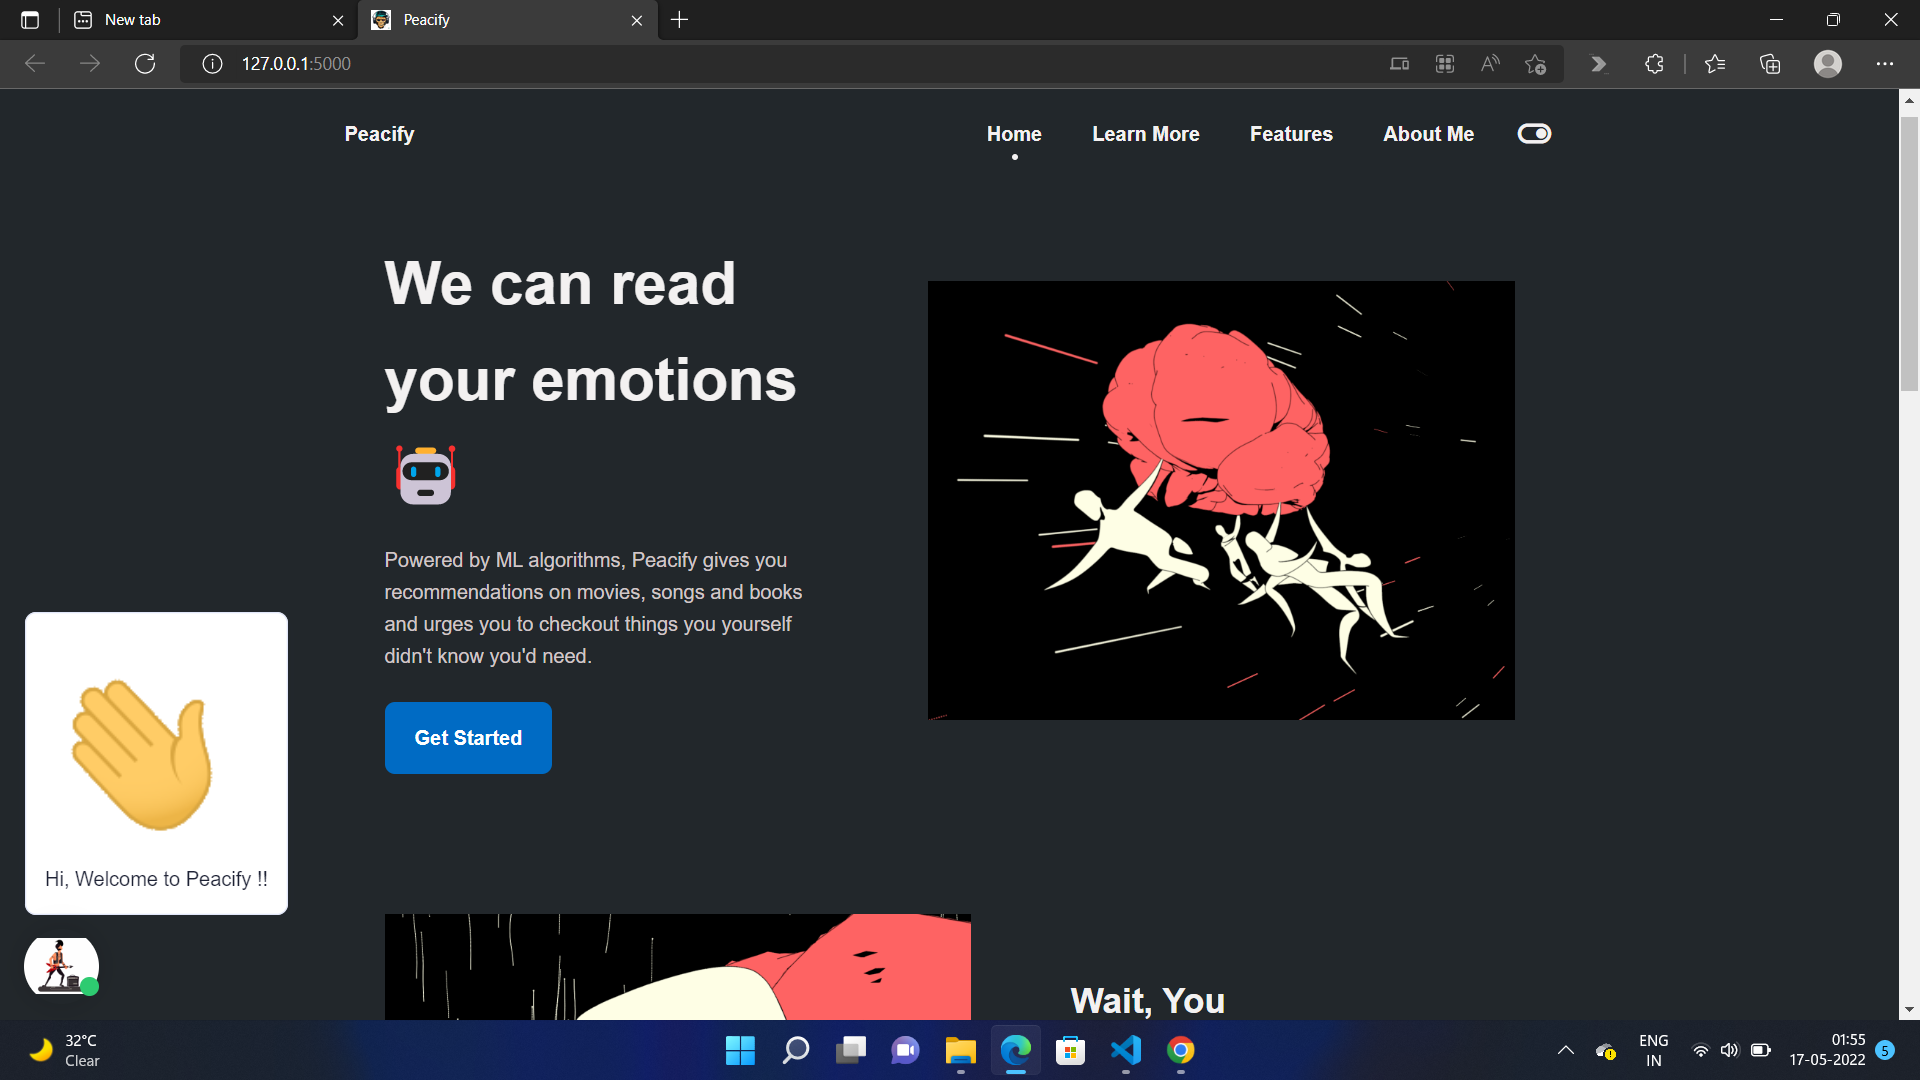 New tab
Peacify
127.0.0.1:5000
Peacify
Home
Learn More
Features
About Me
We can read
your emotions
Powered by ML algorithms, Peacify gives you
recommendations on movies, songs and books
and urges you to checkout things you yourself
didn't know you'd need.
Get Started
Hi, Welcome to Peacify !!
Wait, You
32°C
Clear
ENG
IN
01:55
17-05-2022
5